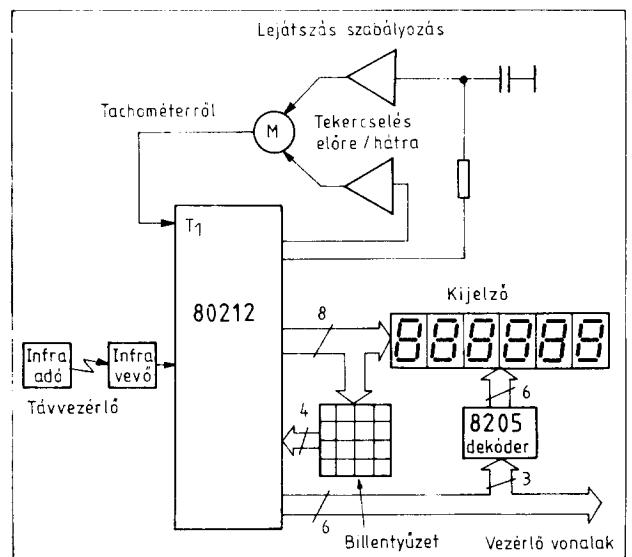 Lejátszás szabályozás
Tachométerről
M
Tekercselés
előre / hátra
T1
80212
8
Kijelző
888888
Infra
adó
Infra
vevő
Távvezérlő
4
6
8205
dekóder
3
6
Billentyűzet
Vezérlő vonalak